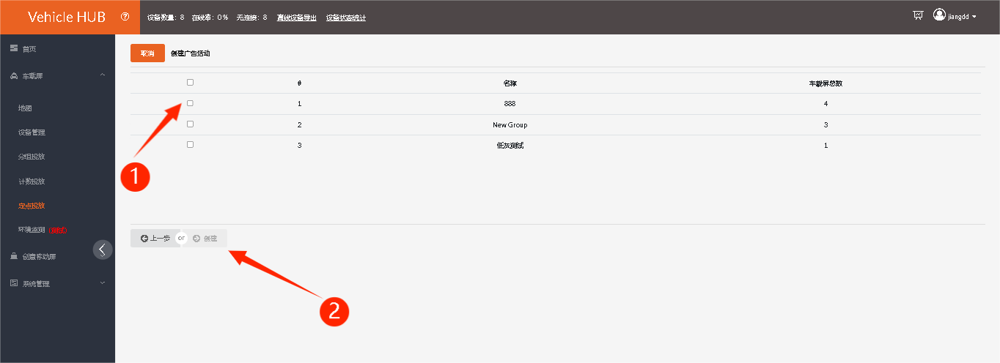 Vehicle HUB
设备数量: 8 在线率: 0% 无连接: 8 离线设备导出 设备状态统计
jiangdd
首页
车载屏
地图
设备管理
分组投放
计数投放
定点投放
环境监测 (测试)
创意移动屏
系统管理
取消 创建广告活动
# 名称 车载屏总数
1 888 4
2 New Group 3
3 低灰测试 1
上一步 or 创建
1
2